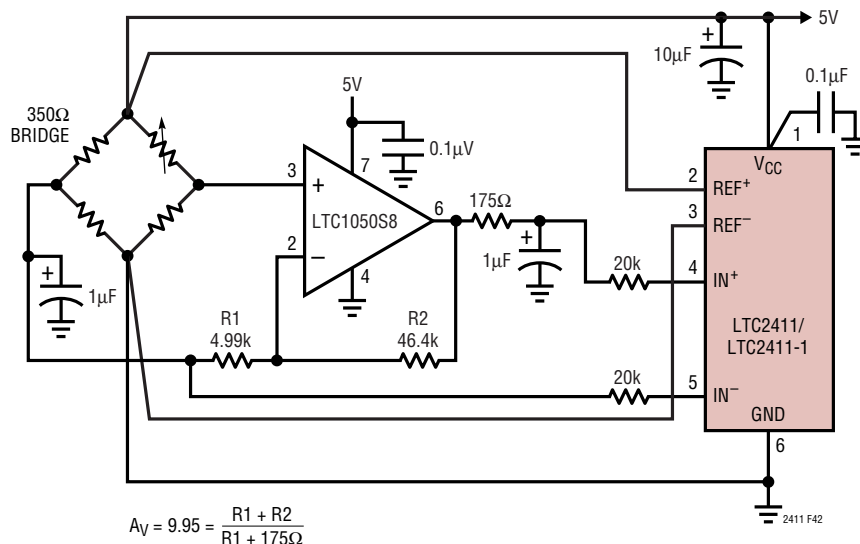 5V
10µF
0.1µF
1
350Ω
BRIDGE
5V
0.1µV
7
VCC
3
+
LTC1050S8
6
175Ω
2
REF+
3
REF–
2
–
4
1µF
1µF
20k
4
IN+
LTC2411/
LTC2411-1
R1
4.99k
R2
46.4k
20k
5
IN–
GND
6
AV = 9.95 = R1 + R2
R1 + 175Ω
2411 F42